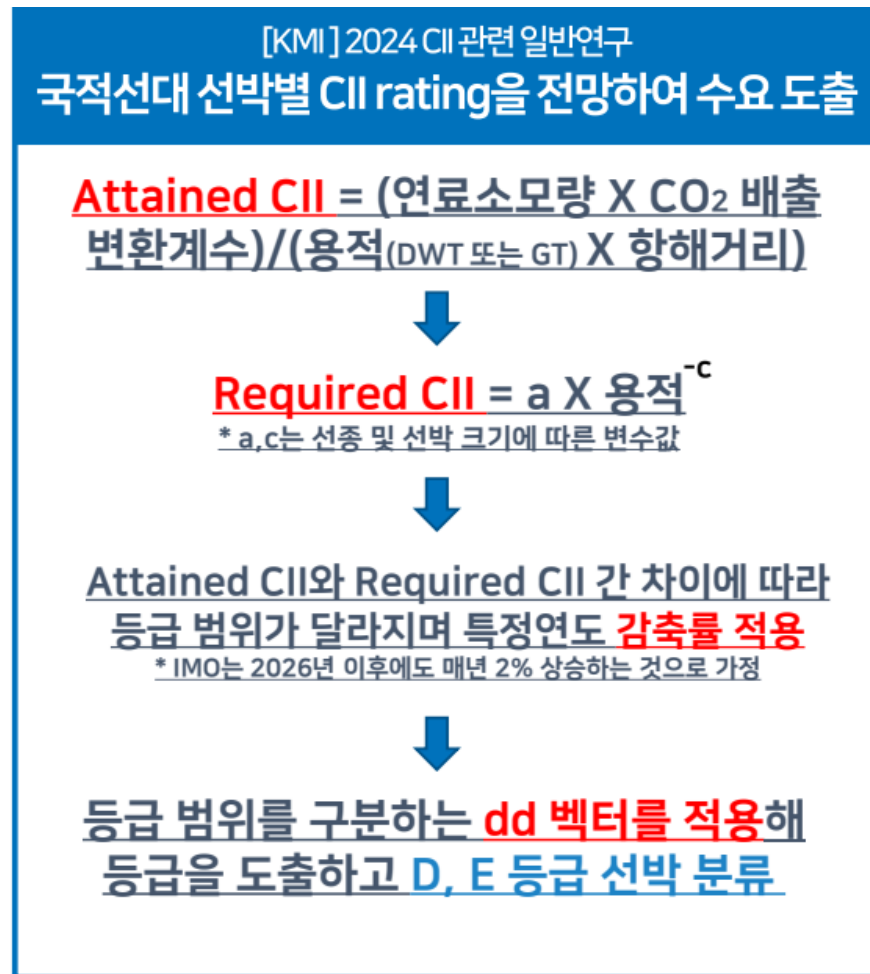 [KMI] 2024 CII 관련 일반연구
국적선대 선박별 CII rating을 전망하여 수요 도출
Attained CII = (연료소모량 X CO₂ 배출
변환계수)/(용적(DWT 또는 GT) X 항해거리)
Required CII = a X 용적⁻ᶜ
* a,c는 선종 및 선박 크기에 따른 변수값
Attained CII와 Required CII 간 차이에 따라
등급 범위가 달라지며 특정연도 감축률 적용
* IMO는 2026년 이후에도 매년 2% 상승하는 것으로 가정
등급 범위를 구분하는 dd 벡터를 적용해
등급을 도출하고 D, E 등급 선박 분류